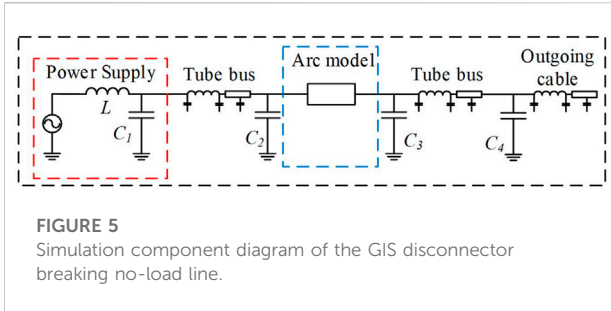 Power Supply
Tube bus
Arc model
Tube bus
Outgoing
cable
L
C1
C2
C3
C4
FIGURE 5
Simulation component diagram of the GIS disconnector
breaking no-load line.